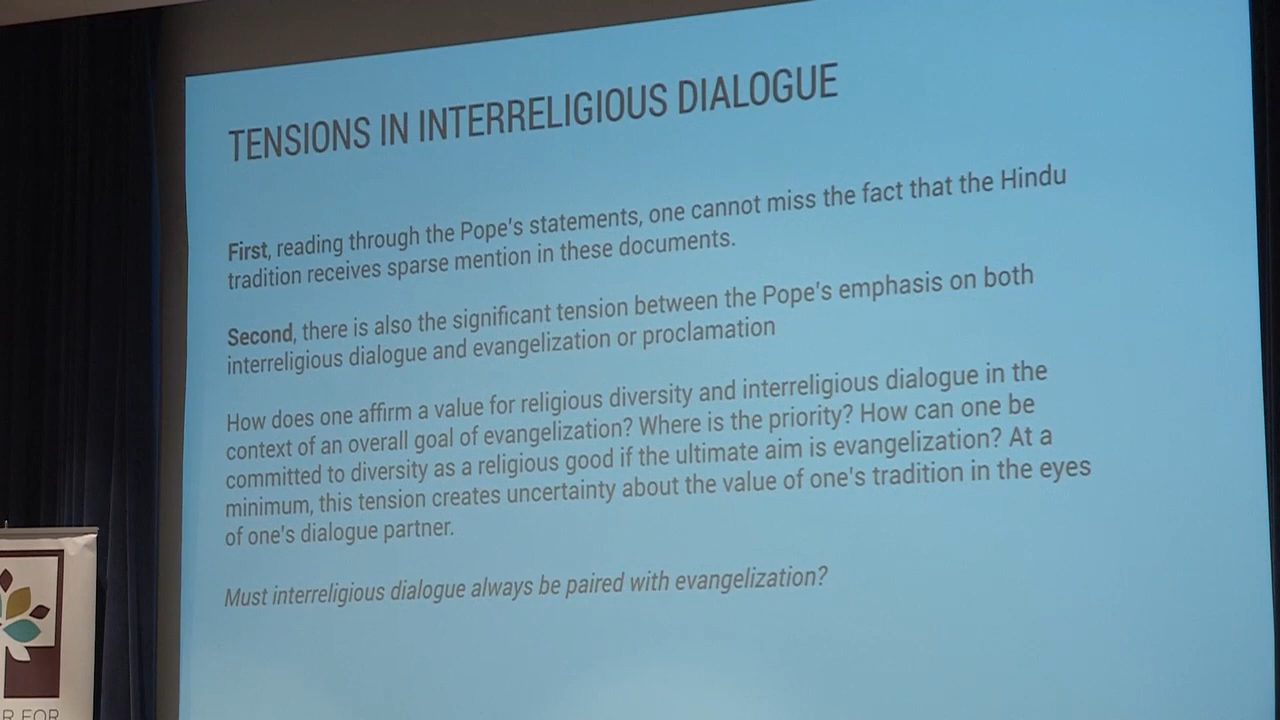 TENSIONS IN INTERRELIGIOUS DIALOGUE
First, reading through the Pope's statements, one cannot miss the fact that the Hindu
tradition receives sparse mention in these documents.
Second, there is also the significant tension between the Pope's emphasis on both
interreligious dialogue and evangelization or proclamation
How does one affirm a value for religious diversity and interreligious dialogue in the
context of an overall goal of evangelization? Where is the priority? How can one be
committed to diversity as a religious good if the ultimate aim is evangelization? At a
minimum, this tension creates uncertainty about the value of one's tradition in the eyes
of one's dialogue partner.
Must interreligious dialogue always be paired with evangelization?
R FOR